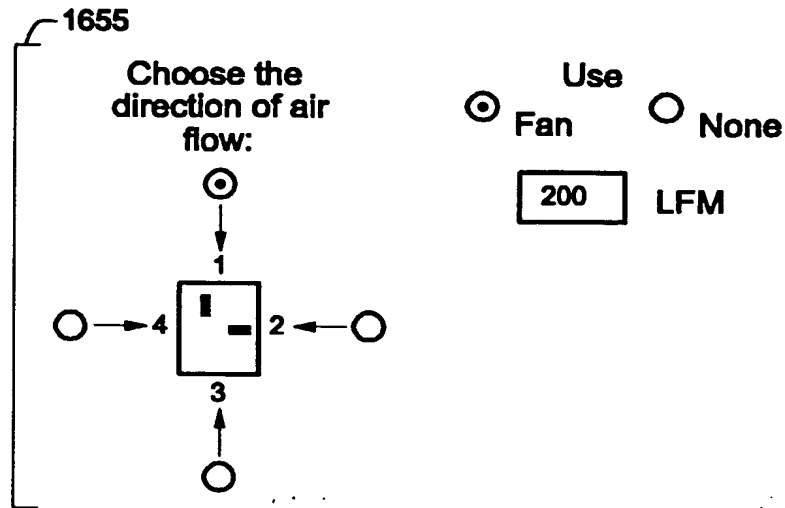 1655
Choose the
direction of air
flow:
Use
Fan
None
200 LFM
1
4
2
3